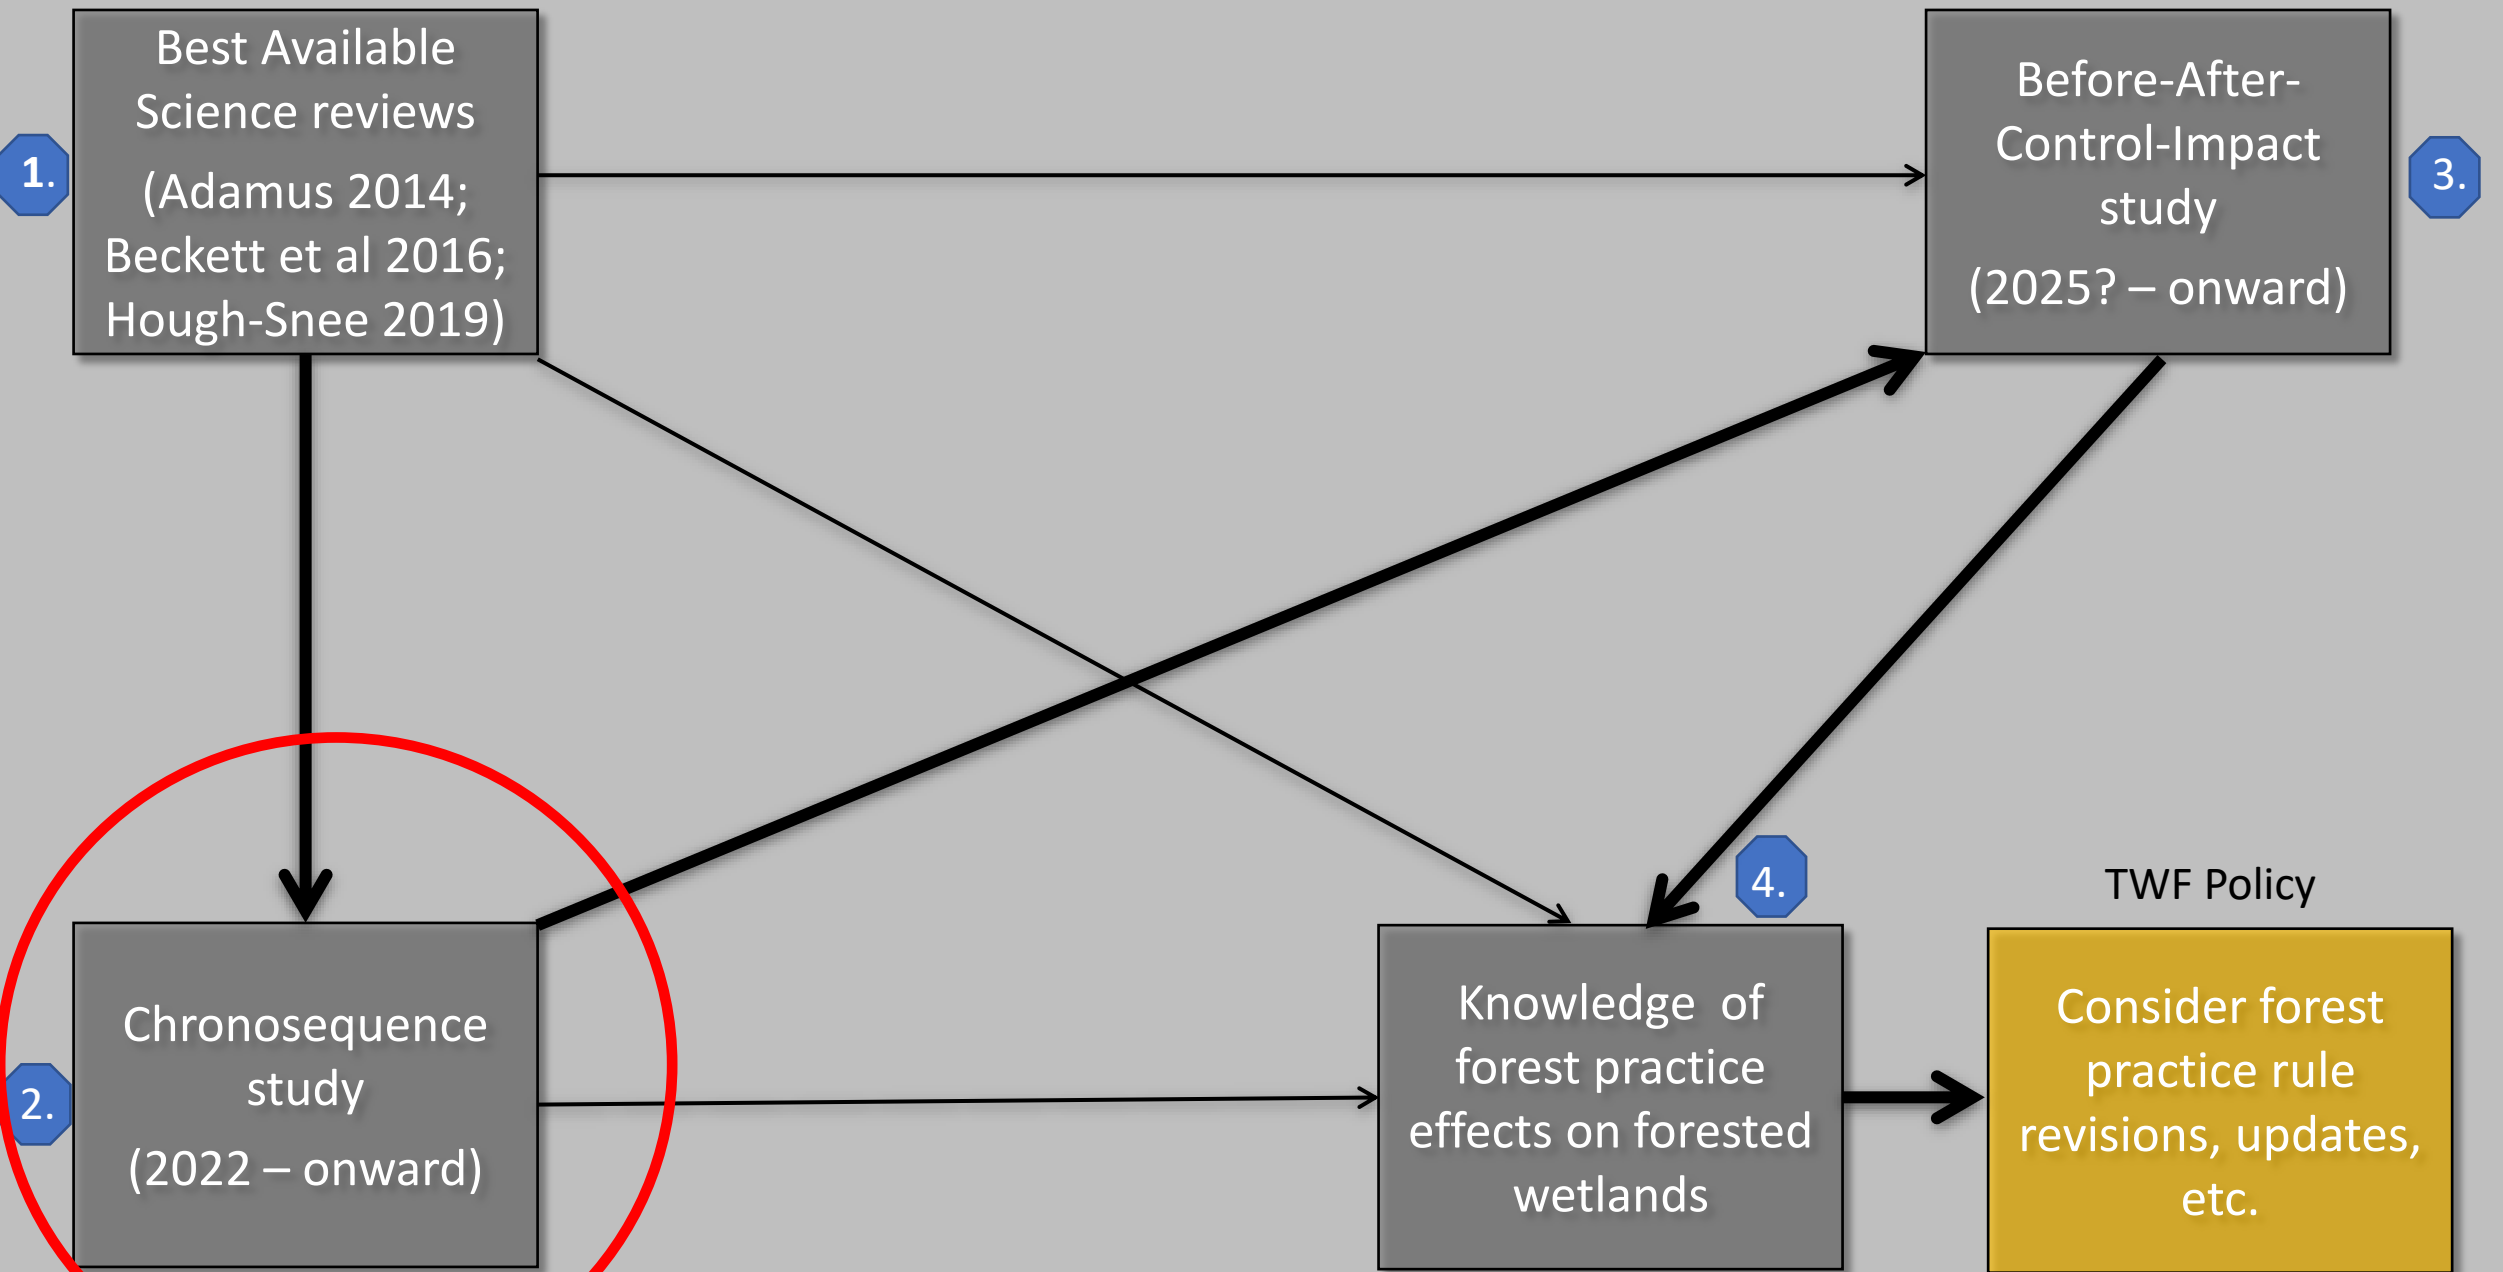 1.
Best Available
Science reviews
(Adamus 2014;
Beckett et al 2016;
Hough-Snee 2019)
Before-After-
Control-Impact
study
(2025? – onward)
3.
2.
Chronosequence
study
(2022 – onward)
4.
Knowledge of
forest practice
effects on forested
wetlands
TWF Policy
Consider forest
practice rule
revisions, updates,
etc.